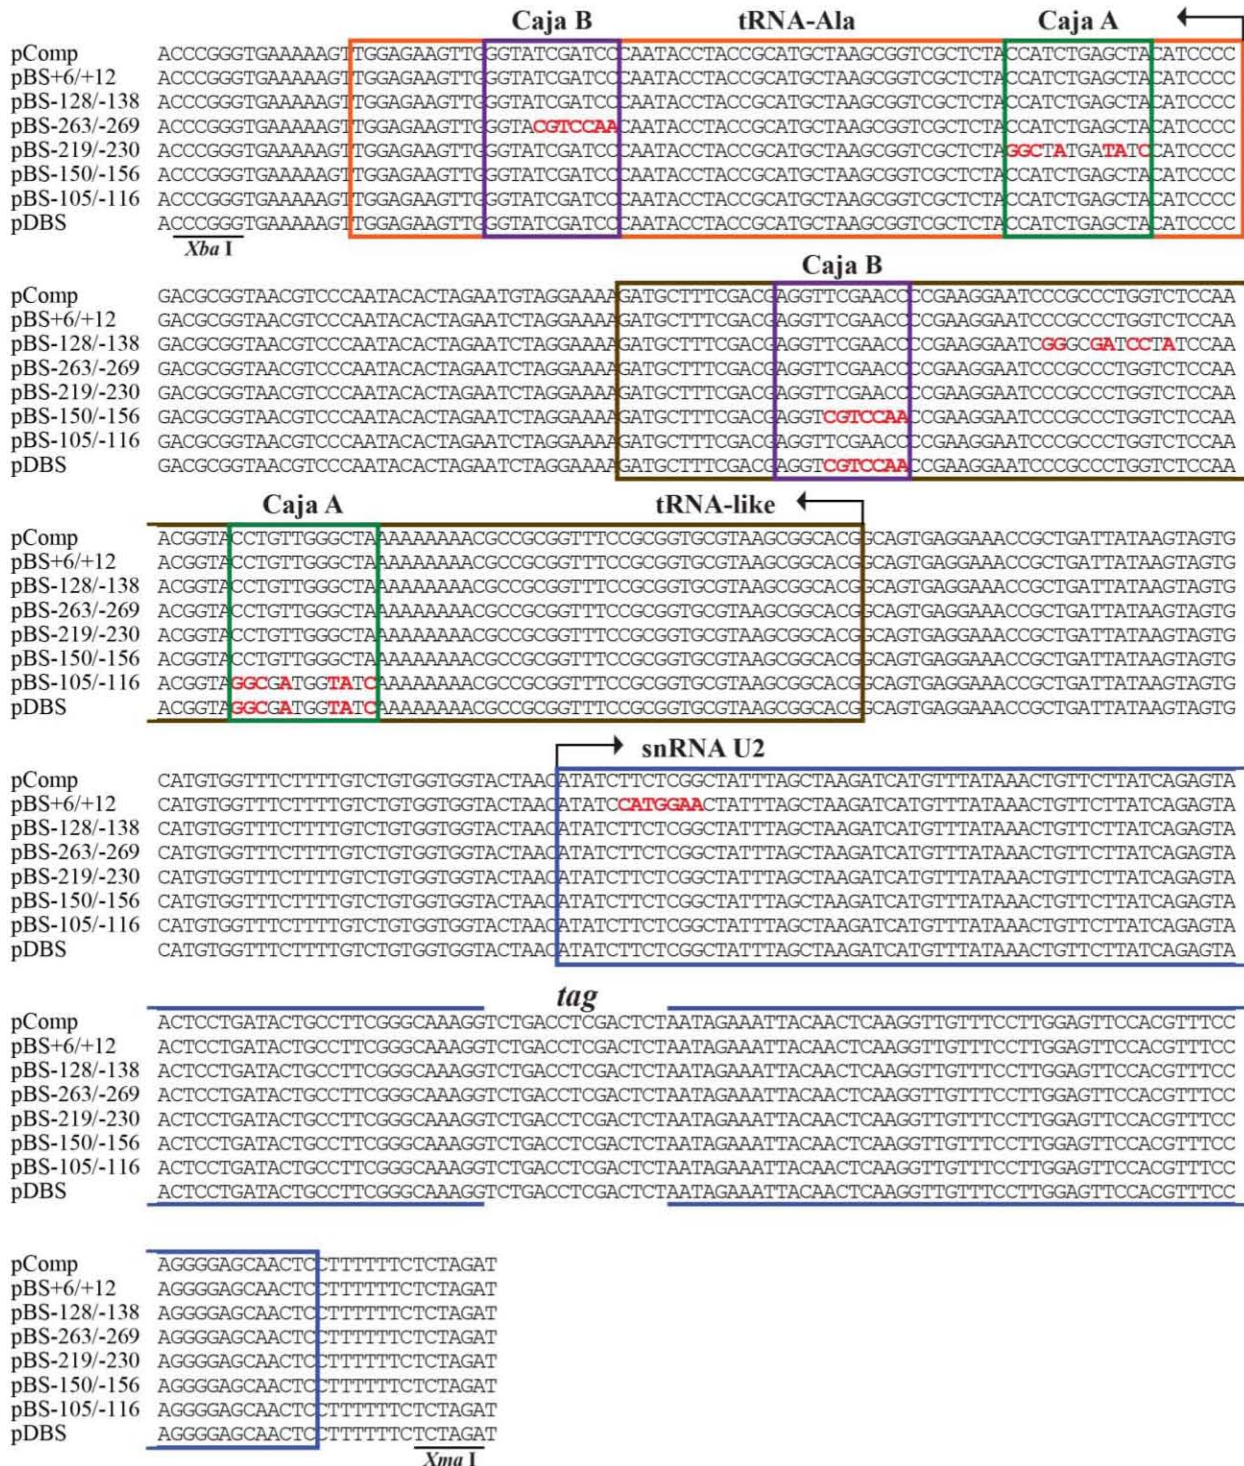 Caja B tRNA-Ala Caja A
pComp ACCCGGGTGAAAAAGTTGGAGAAGTTGGGTATCGATCCCAATACCTACCGCATGCTAAGCGGTCGCTCTACCATCTGAGCTACATCCCC
pBS+6/+12 ACCCGGGTGAAAAAGTTGGAGAAGTTGGGTATCGATCCCAATACCTACCGCATGCTAAGCGGTCGCTCTACCATCTGAGCTACATCCCC
pBS-128/-138 ACCCGGGTGAAAAAGTTGGAGAAGTTGGGTATCGATCCCAATACCTACCGCATGCTAAGCGGTCGCTCTACCATCTGAGCTACATCCCC
pBS-263/-269 ACCCGGGTGAAAAAGTTGGAGAAGTTGGGTACGTCCAACAATACCTACCGCATGCTAAGCGGTCGCTCTACCATCTGAGCTACATCCCC
pBS-219/-230 ACCCGGGTGAAAAAGTTGGAGAAGTTGGGTATCGATCCCAATACCTACCGCATGCTAAGCGGTCGCTCTAGGCTATGATATCCATCCCC
pBS-150/-156 ACCCGGGTGAAAAAGTTGGAGAAGTTGGGTATCGATCCCAATACCTACCGCATGCTAAGCGGTCGCTCTACCATCTGAGCTACATCCCC
pBS-105/-116 ACCCGGGTGAAAAAGTTGGAGAAGTTGGGTATCGATCCCAATACCTACCGCATGCTAAGCGGTCGCTCTACCATCTGAGCTACATCCCC
pDBS ACCCGGGTGAAAAAGTTGGAGAAGTTGGGTATCGATCCCAATACCTACCGCATGCTAAGCGGTCGCTCTACCATCTGAGCTACATCCCC
Xba I
Caja B
pComp GACGCGGTAACGTCCCAATACACTAGAATGTAGGAAAAGATGCTTTCGACGAGGTTCGAACCCCGAAGGAATCCCGCCCTGGTCTCCAA
pBS+6/+12 GACGCGGTAACGTCCCAATACACTAGAATCTAGGAAAAGATGCTTTCGACGAGGTTCGAACCCCGAAGGAATCCCGCCCTGGTCTCCAA
pBS-128/-138 GACGCGGTAACGTCCCAATACACTAGAATCTAGGAAAAGATGCTTTCGACGAGGTTCGAACCCCGAAGGAATCGGGCGATCCTATCCAA
pBS-263/-269 GACGCGGTAACGTCCCAATACACTAGAATCTAGGAAAAGATGCTTTCGACGAGGTTCGAACCCCGAAGGAATCCCGCCCTGGTCTCCAA
pBS-219/-230 GACGCGGTAACGTCCCAATACACTAGAATCTAGGAAAAGATGCTTTCGACGAGGTTCGAACCCCGAAGGAATCCCGCCCTGGTCTCCAA
pBS-150/-156 GACGCGGTAACGTCCCAATACACTAGAATCTAGGAAAAGATGCTTTCGACGAGGTCGTCCAACCGAAGGAATCCCGCCCTGGTCTCCAA
pBS-105/-116 GACGCGGTAACGTCCCAATACACTAGAATCTAGGAAAAGATGCTTTCGACGAGGTTCGAACCCCGAAGGAATCCCGCCCTGGTCTCCAA
pDBS GACGCGGTAACGTCCCAATACACTAGAATCTAGGAAAAGATGCTTTCGACGAGGTCGTCCAACCGAAGGAATCCCGCCCTGGTCTCCAA
Caja A tRNA-like
pComp ACGGTACCTGTTGGGCTAAAAAAAAACGCCGCGGTTTCCGCGGTGCGTAAGCGGCACGGCAGTGAGGAAACCGCTGATTATAAGTAGTG
pBS+6/+12 ACGGTACCTGTTGGGCTAAAAAAAAACGCCGCGGTTTCCGCGGTGCGTAAGCGGCACGGCAGTGAGGAAACCGCTGATTATAAGTAGTG
pBS-128/-138 ACGGTACCTGTTGGGCTAAAAAAAAACGCCGCGGTTTCCGCGGTGCGTAAGCGGCACGGCAGTGAGGAAACCGCTGATTATAAGTAGTG
pBS-263/-269 ACGGTACCTGTTGGGCTAAAAAAAAACGCCGCGGTTTCCGCGGTGCGTAAGCGGCACGGCAGTGAGGAAACCGCTGATTATAAGTAGTG
pBS-219/-230 ACGGTACCTGTTGGGCTAAAAAAAAACGCCGCGGTTTCCGCGGTGCGTAAGCGGCACGGCAGTGAGGAAACCGCTGATTATAAGTAGTG
pBS-150/-156 ACGGTACCTGTTGGGCTAAAAAAAAACGCCGCGGTTTCCGCGGTGCGTAAGCGGCACGGCAGTGAGGAAACCGCTGATTATAAGTAGTG
pBS-105/-116 ACGGTAGGCGATGGTATCAAAAAAAACGCCGCGGTTTCCGCGGTGCGTAAGCGGCACGGCAGTGAGGAAACCGCTGATTATAAGTAGTG
pDBS ACGGTAGGCGATGGTATCAAAAAAAACGCCGCGGTTTCCGCGGTGCGTAAGCGGCACGGCAGTGAGGAAACCGCTGATTATAAGTAGTG
snRNA U2
pComp CATGTGGTTTCTTTTGTCTGTGGTGGTACTAACATATCTTCTCGGCTATTTAGCTAAGATCATGTTTATAAACTGTTCTTATCAGAGTA
pBS+6/+12 CATGTGGTTTCTTTTGTCTGTGGTGGTACTAACATATCCATGGAACTATTTAGCTAAGATCATGTTTATAAACTGTTCTTATCAGAGTA
pBS-128/-138 CATGTGGTTTCTTTTGTCTGTGGTGGTACTAACATATCTTCTCGGCTATTTAGCTAAGATCATGTTTATAAACTGTTCTTATCAGAGTA
pBS-263/-269 CATGTGGTTTCTTTTGTCTGTGGTGGTACTAACATATCTTCTCGGCTATTTAGCTAAGATCATGTTTATAAACTGTTCTTATCAGAGTA
pBS-219/-230 CATGTGGTTTCTTTTGTCTGTGGTGGTACTAACATATCTTCTCGGCTATTTAGCTAAGATCATGTTTATAAACTGTTCTTATCAGAGTA
pBS-150/-156 CATGTGGTTTCTTTTGTCTGTGGTGGTACTAACATATCTTCTCGGCTATTTAGCTAAGATCATGTTTATAAACTGTTCTTATCAGAGTA
pBS-105/-116 CATGTGGTTTCTTTTGTCTGTGGTGGTACTAACATATCTTCTCGGCTATTTAGCTAAGATCATGTTTATAAACTGTTCTTATCAGAGTA
pDBS CATGTGGTTTCTTTTGTCTGTGGTGGTACTAACATATCTTCTCGGCTATTTAGCTAAGATCATGTTTATAAACTGTTCTTATCAGAGTA
tag
pComp ACTCCTGATACTGCCTTCGGGCAAAGGTCTGACCTCGACTCTAATAGAAATTACAACTCAAGGTTGTTTCCTTGGAGTTCCACGTTTCC
pBS+6/+12 ACTCCTGATACTGCCTTCGGGCAAAGGTCTGACCTCGACTCTAATAGAAATTACAACTCAAGGTTGTTTCCTTGGAGTTCCACGTTTCC
pBS-128/-138 ACTCCTGATACTGCCTTCGGGCAAAGGTCTGACCTCGACTCTAATAGAAATTACAACTCAAGGTTGTTTCCTTGGAGTTCCACGTTTCC
pBS-263/-269 ACTCCTGATACTGCCTTCGGGCAAAGGTCTGACCTCGACTCTAATAGAAATTACAACTCAAGGTTGTTTCCTTGGAGTTCCACGTTTCC
pBS-219/-230 ACTCCTGATACTGCCTTCGGGCAAAGGTCTGACCTCGACTCTAATAGAAATTACAACTCAAGGTTGTTTCCTTGGAGTTCCACGTTTCC
pBS-150/-156 ACTCCTGATACTGCCTTCGGGCAAAGGTCTGACCTCGACTCTAATAGAAATTACAACTCAAGGTTGTTTCCTTGGAGTTCCACGTTTCC
pBS-105/-116 ACTCCTGATACTGCCTTCGGGCAAAGGTCTGACCTCGACTCTAATAGAAATTACAACTCAAGGTTGTTTCCTTGGAGTTCCACGTTTCC
pDBS ACTCCTGATACTGCCTTCGGGCAAAGGTCTGACCTCGACTCTAATAGAAATTACAACTCAAGGTTGTTTCCTTGGAGTTCCACGTTTCC
pComp AGGGGAGCAACTCCTTTTTTCTCTAGAT
pBS+6/+12 AGGGGAGCAACTCCTTTTTTCTCTAGAT
pBS-128/-138 AGGGGAGCAACTCCTTTTTTCTCTAGAT
pBS-263/-269 AGGGGAGCAACTCCTTTTTTCTCTAGAT
pBS-219/-230 AGGGGAGCAACTCCTTTTTTCTCTAGAT
pBS-150/-156 AGGGGAGCAACTCCTTTTTTCTCTAGAT
pBS-105/-116 AGGGGAGCAACTCCTTTTTTCTCTAGAT
pDBS AGGGGAGCAACTCCTTTTTTCTCTAGAT
Xma I